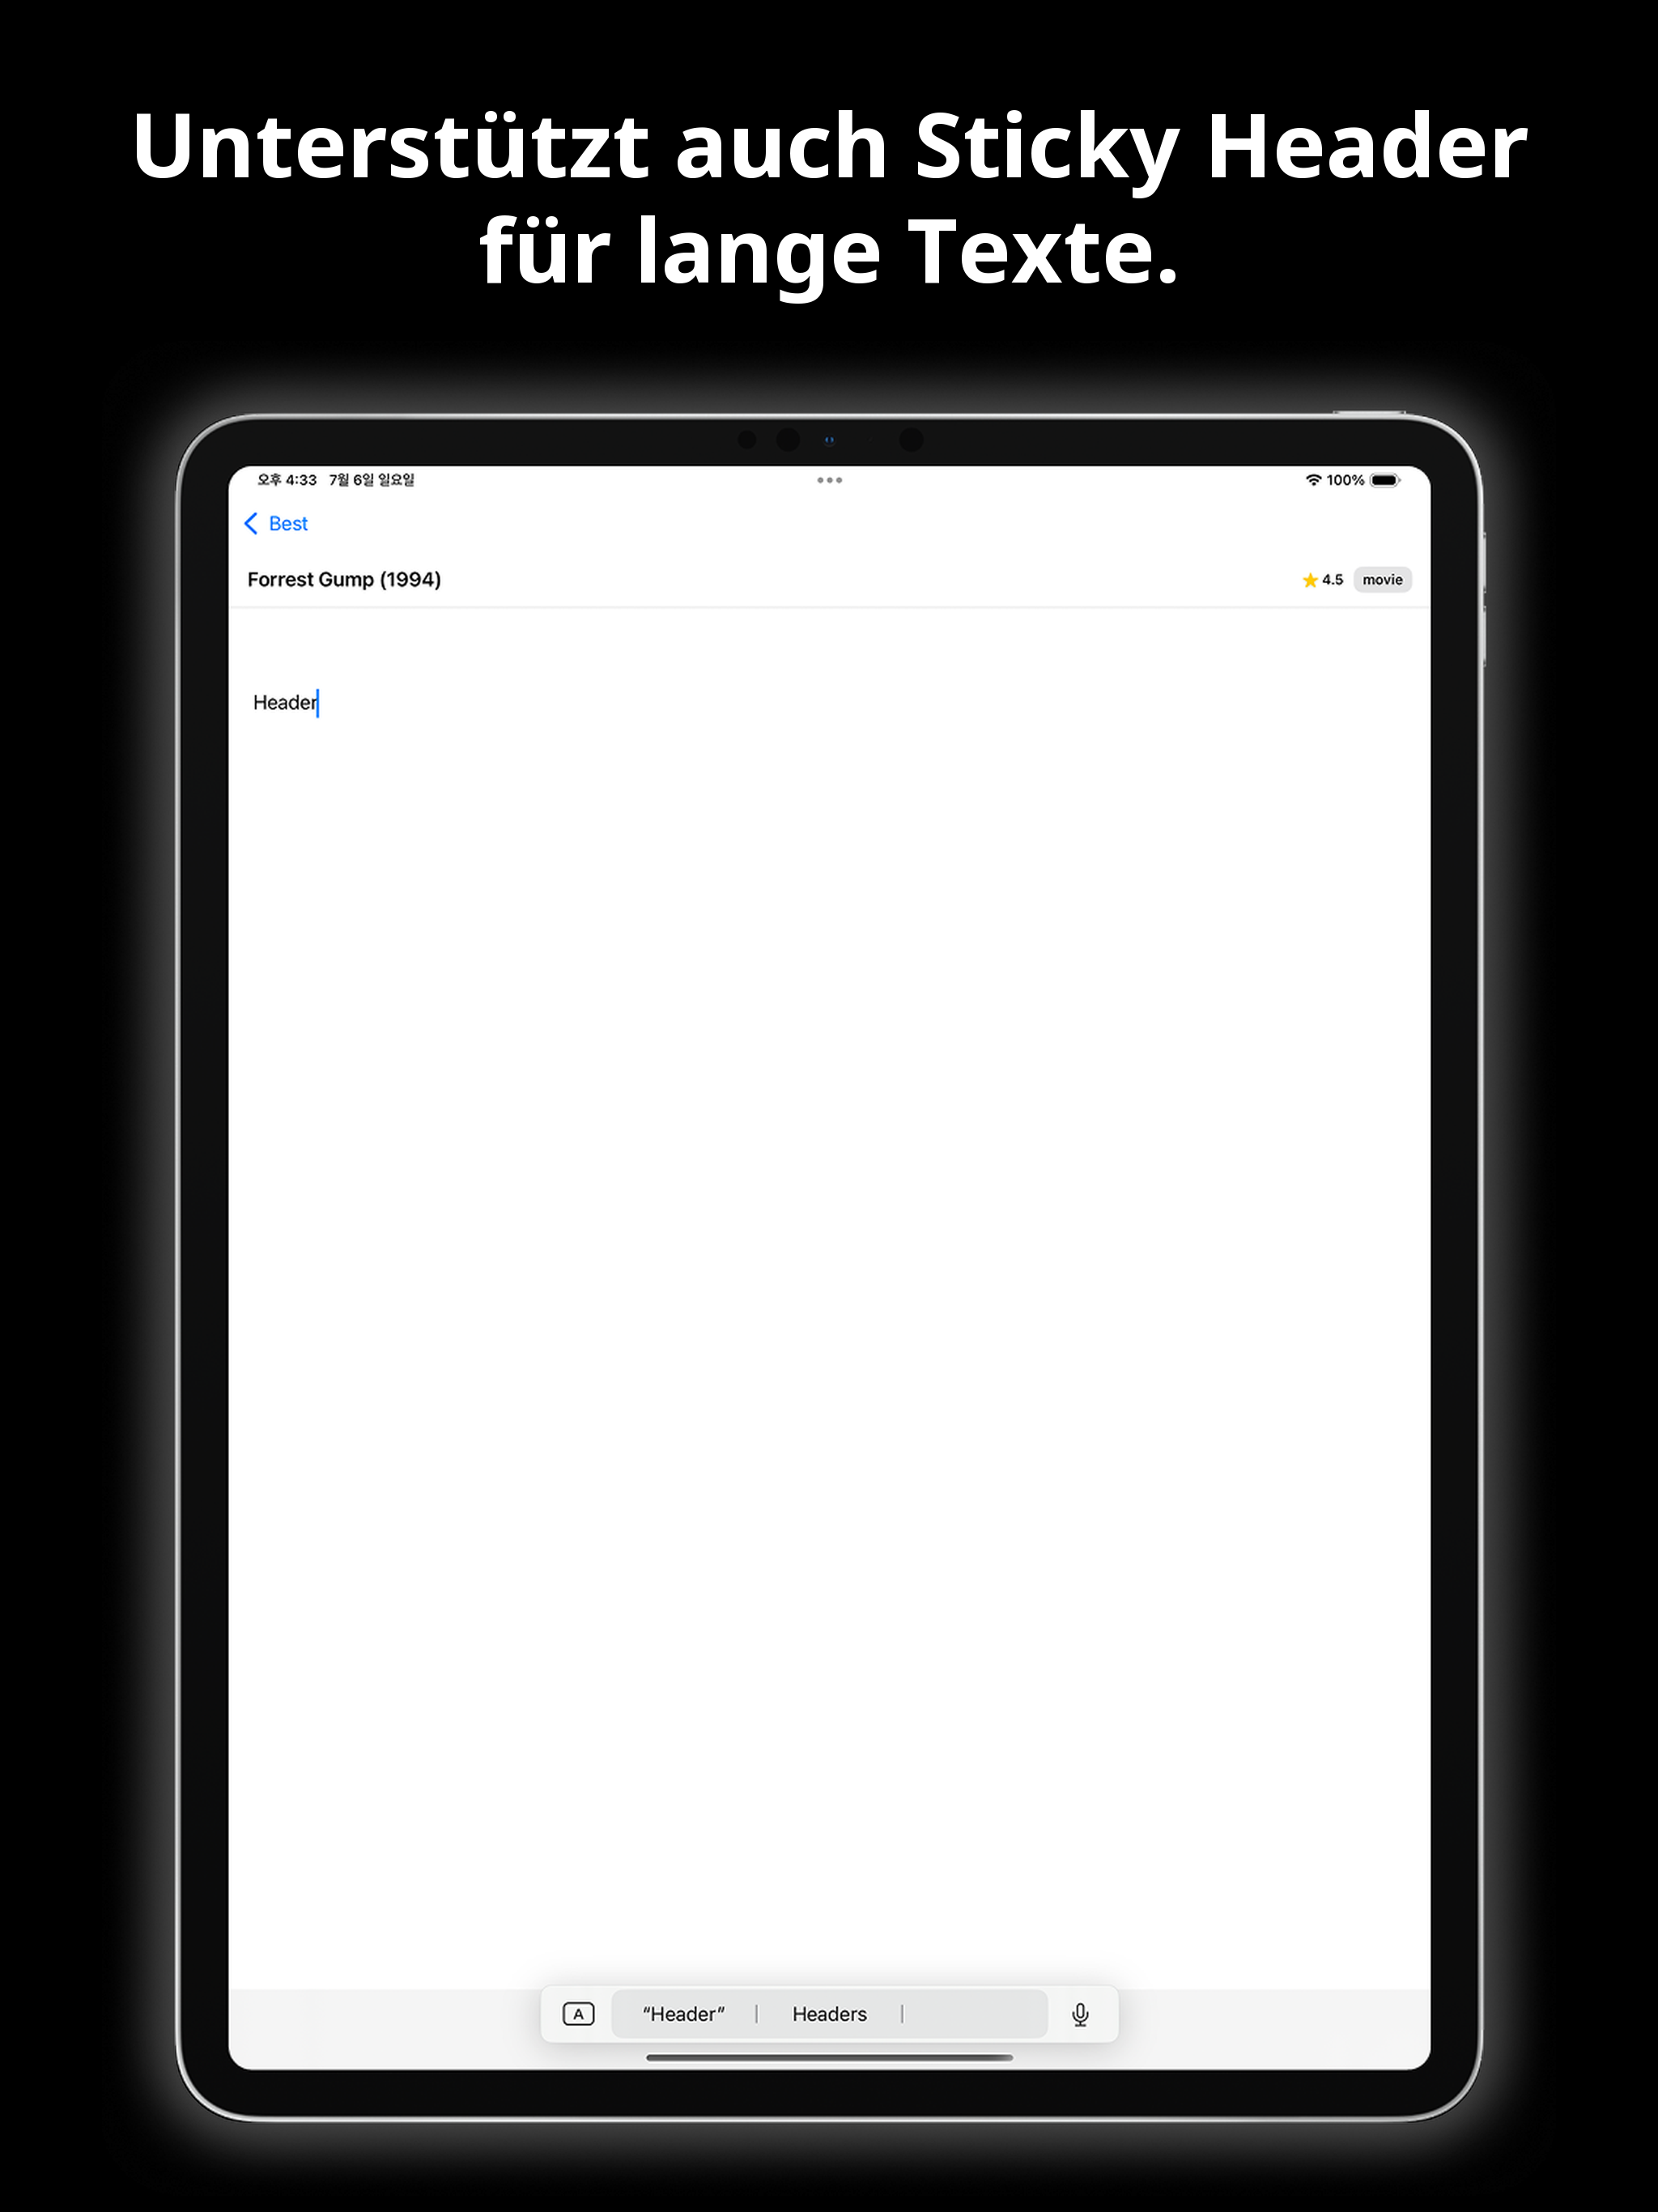 Unterstützt auch Sticky Header
für lange Texte.
오후 4:33 7월 6일 일요일
100%
Best
Forrest Gump (1994)
4.5 movie
Header
A “Header” Headers